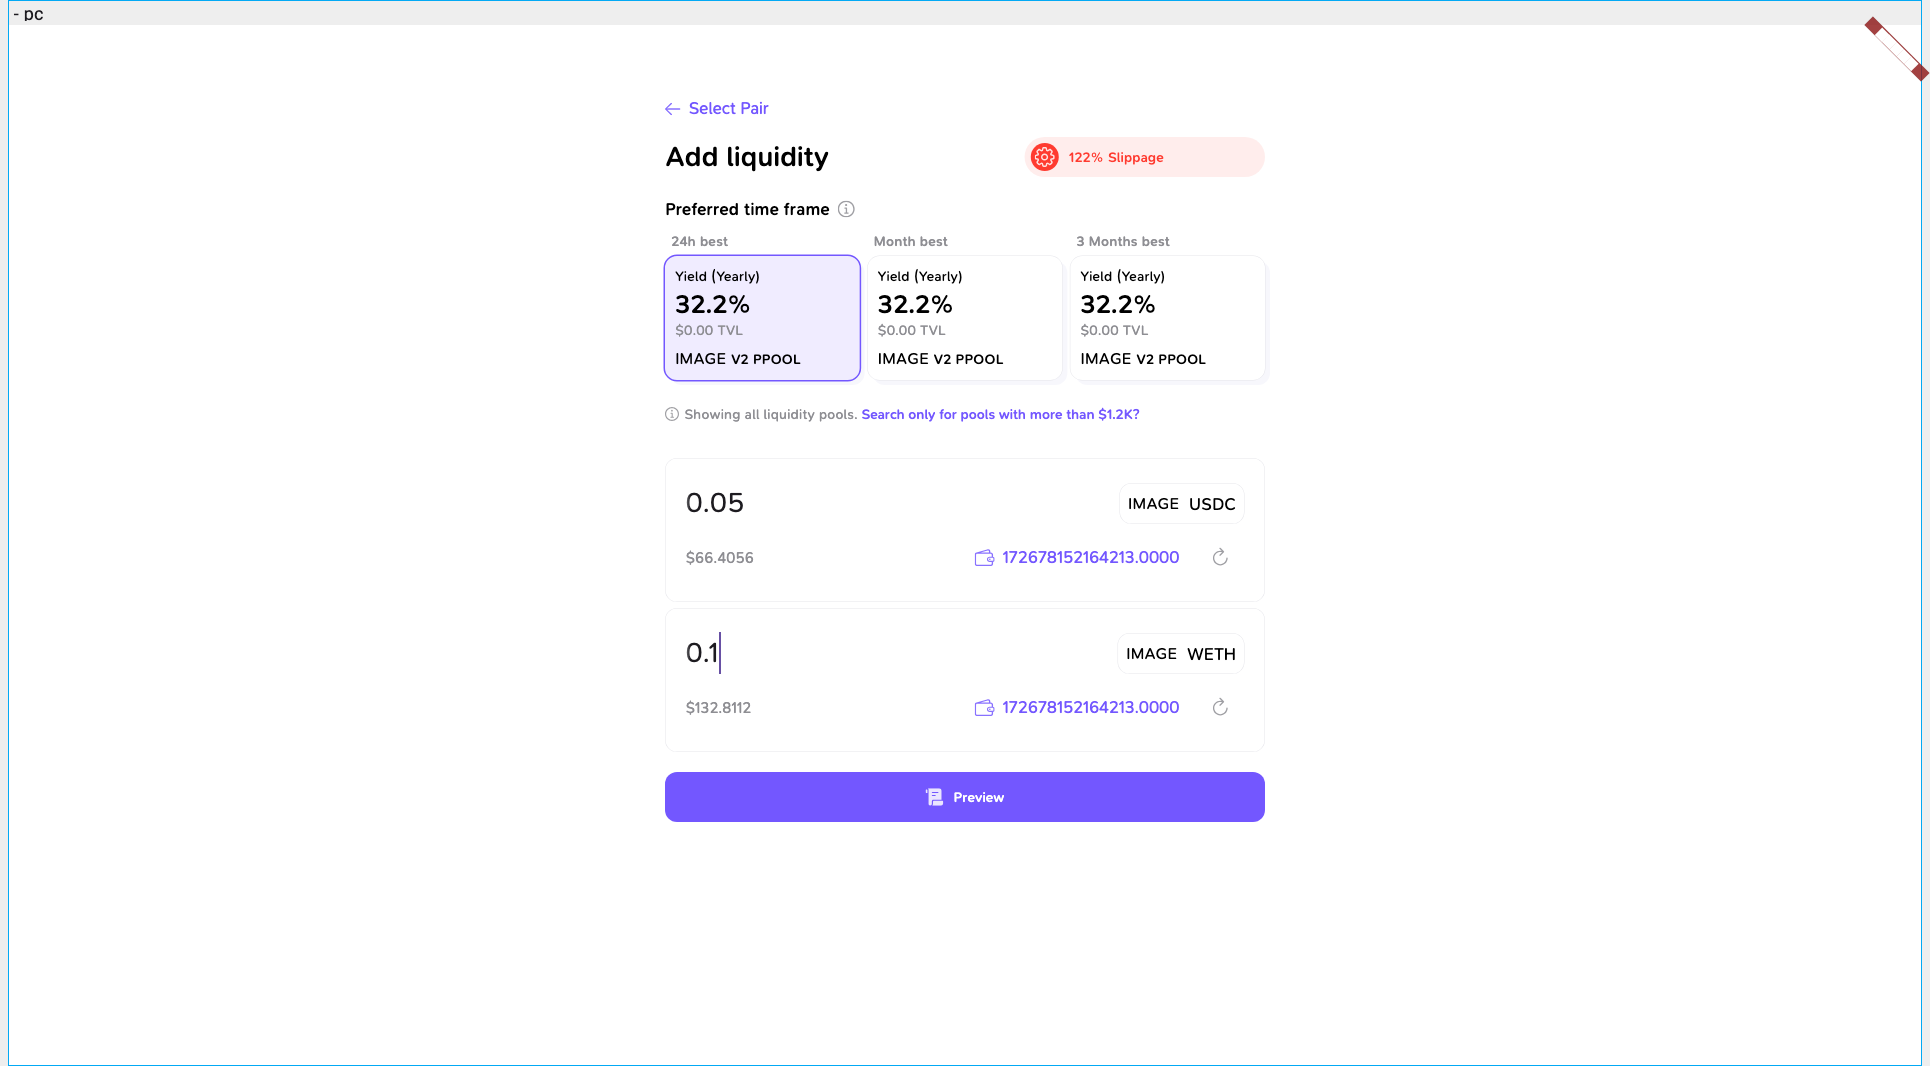 - pc
Select Pair
Add liquidity
122% Slippage
Preferred time frame
24h best
Month best
3 Months best
Yield (Yearly)
32.2%
$0.00 TVL
IMAGE V2 PPOOL
Yield (Yearly)
32.2%
$0.00 TVL
IMAGE V2 PPOOL
Yield (Yearly)
32.2%
$0.00 TVL
IMAGE V2 PPOOL
Showing all liquidity pools. Search only for pools with more than $1.2K?
0.05
IMAGE USDC
$66.4056
172678152164213.0000
0.1
IMAGE WETH
$132.8112
172678152164213.0000
Preview